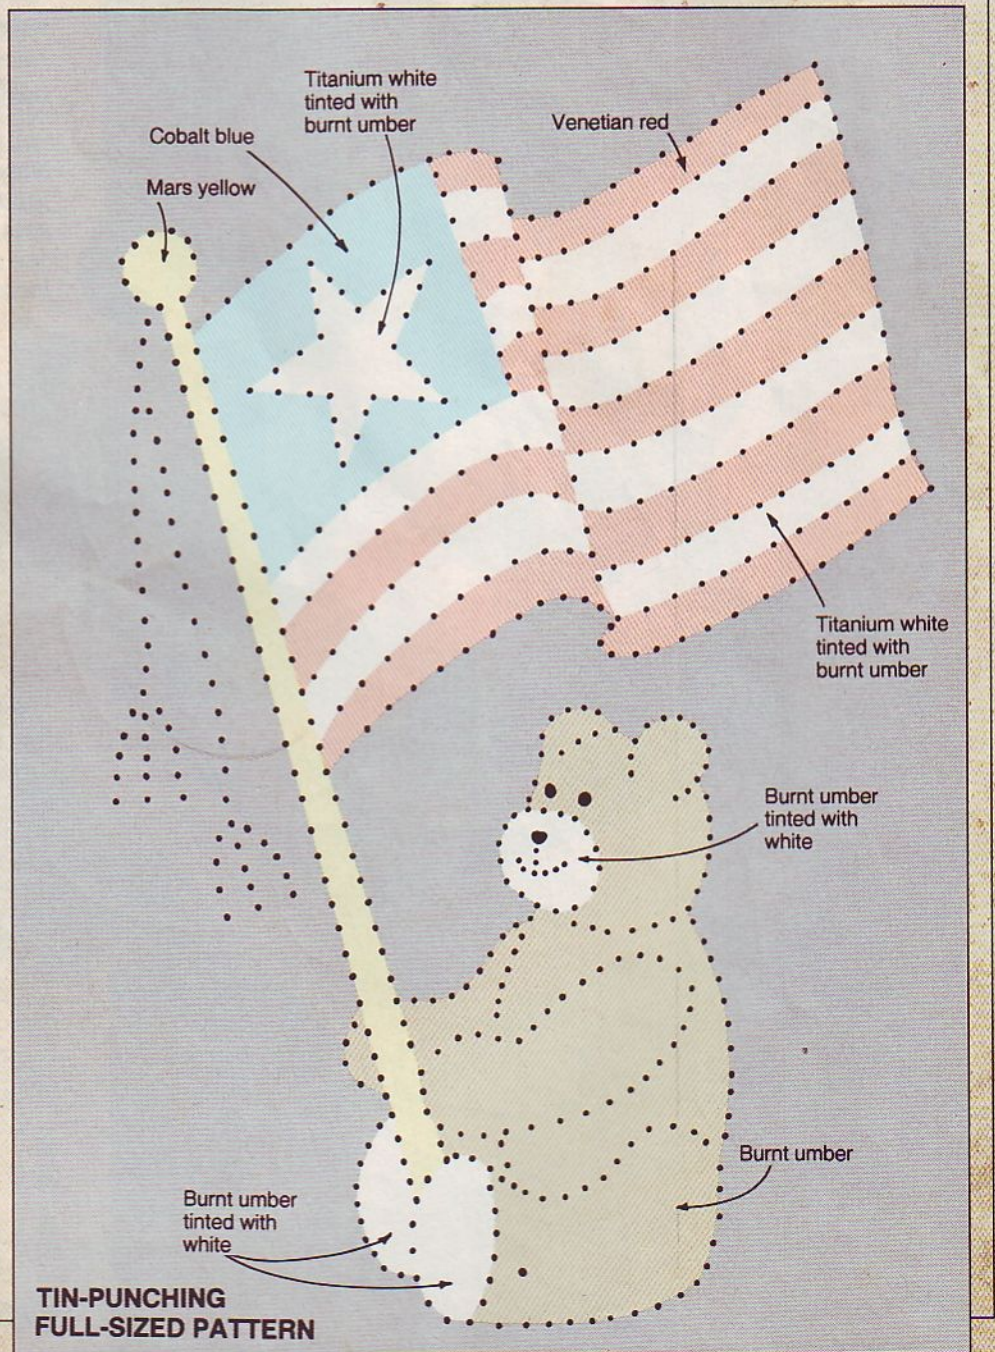 Titanium white
tinted with
burnt umber
Cobalt blue
Venetian red
Mars yellow
Titanium white
tinted with
burnt umber
Burnt umber
tinted with
white
Burnt umber
Burnt umber
tinted with
white
TIN-PUNCHING
FULL-SIZED PATTERN